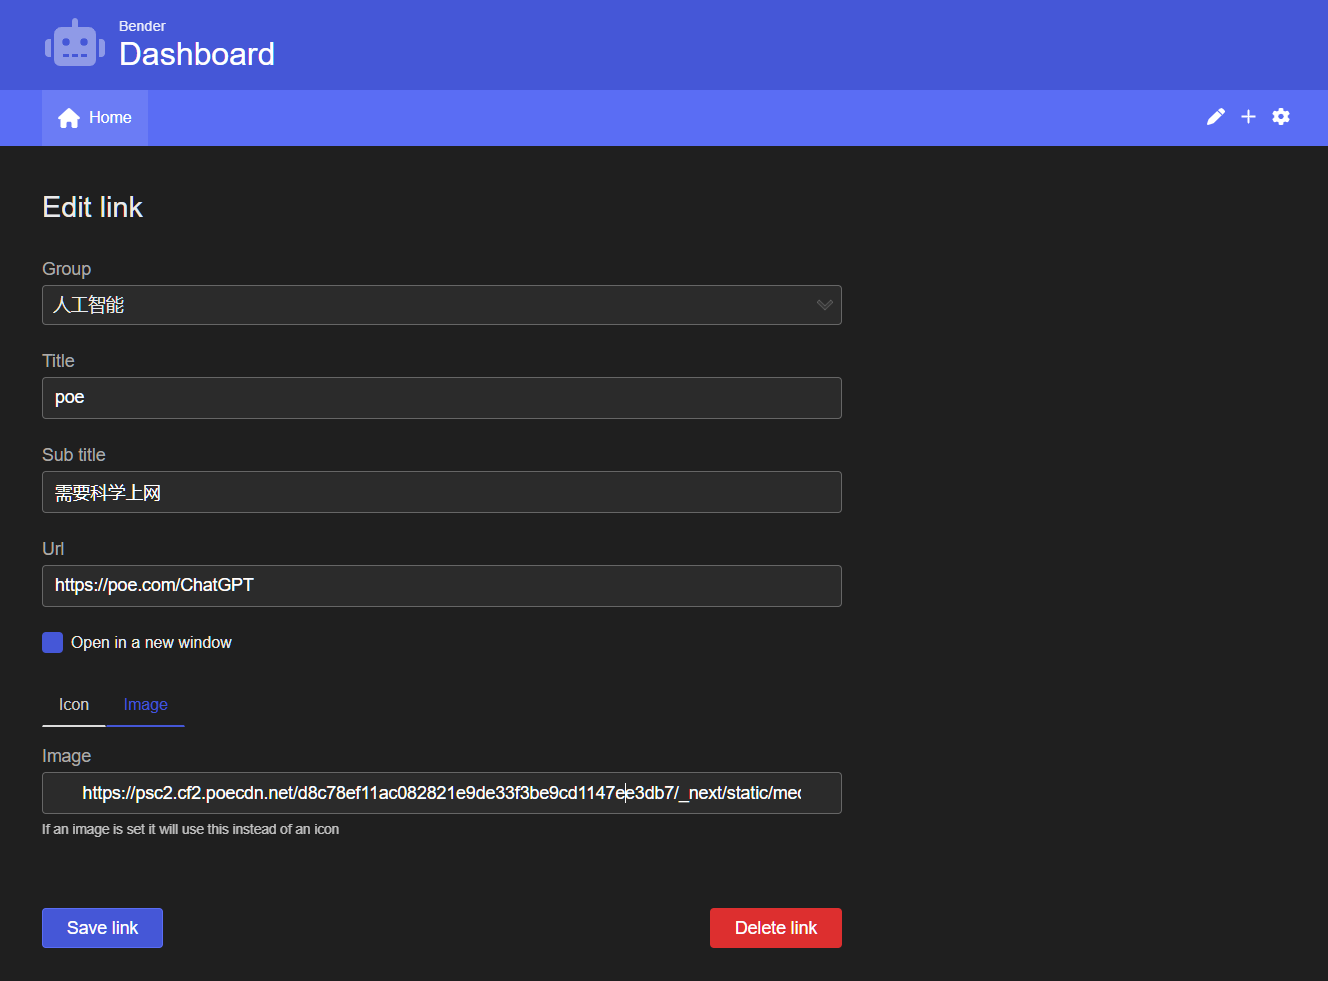 Bender
Dashboard
Home
Edit link
Group
人工智能
Title
poe
Sub title
需要科学上网
Url
https://poe.com/ChatGPT
Open in a new window
Icon Image
Image
https://psc2.cf2.poecdn.net/d8c78ef11ac082821e9de33f3be9cd1147ee3db7/_next/static/med
If an image is set it will use this instead of an icon
Save link Delete link